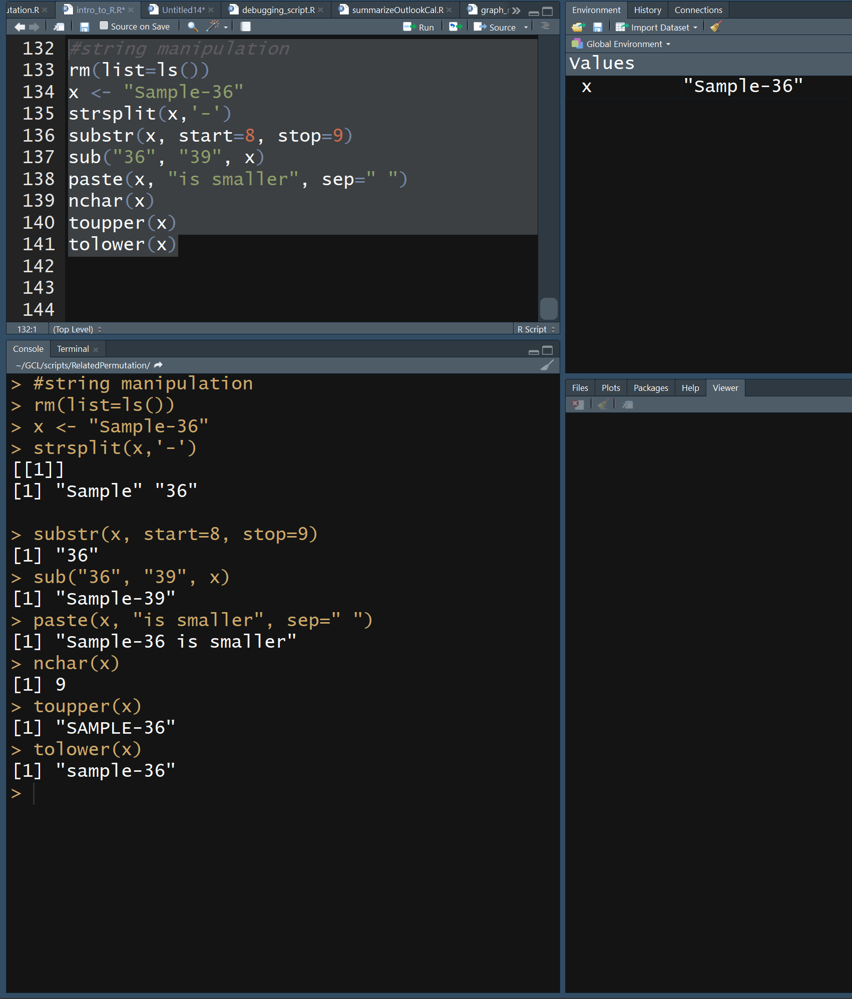 utation.R intro_to_R.R* Untitled14* debugging_script.R summarizeOutlookCal.R graph_
Source on Save Run Source
132 #string manipulation
133 rm(list=ls())
134 x <- "Sample-36"
135 strsplit(x,'-')
136 substr(x, start=8, stop=9)
137 sub("36", "39", x)
138 paste(x, "is smaller", sep=" ")
139 nchar(x)
140 toupper(x)
141 tolower(x)
142
143
144
132:1 (Top Level) R Script
Console Terminal
~/GCL/scripts/RelatedPermutation/
> #string manipulation
> rm(list=ls())
> x <- "Sample-36"
> strsplit(x,'-')
[[1]]
[1] "Sample" "36"
> substr(x, start=8, stop=9)
[1] "36"
> sub("36", "39", x)
[1] "Sample-39"
> paste(x, "is smaller", sep=" ")
[1] "Sample-36 is smaller"
> nchar(x)
[1] 9
> toupper(x)
[1] "SAMPLE-36"
> tolower(x)
[1] "sample-36"
>
Environment History Connections
Import Dataset
Global Environment
Values
x "Sample-36"
Files Plots Packages Help Viewer